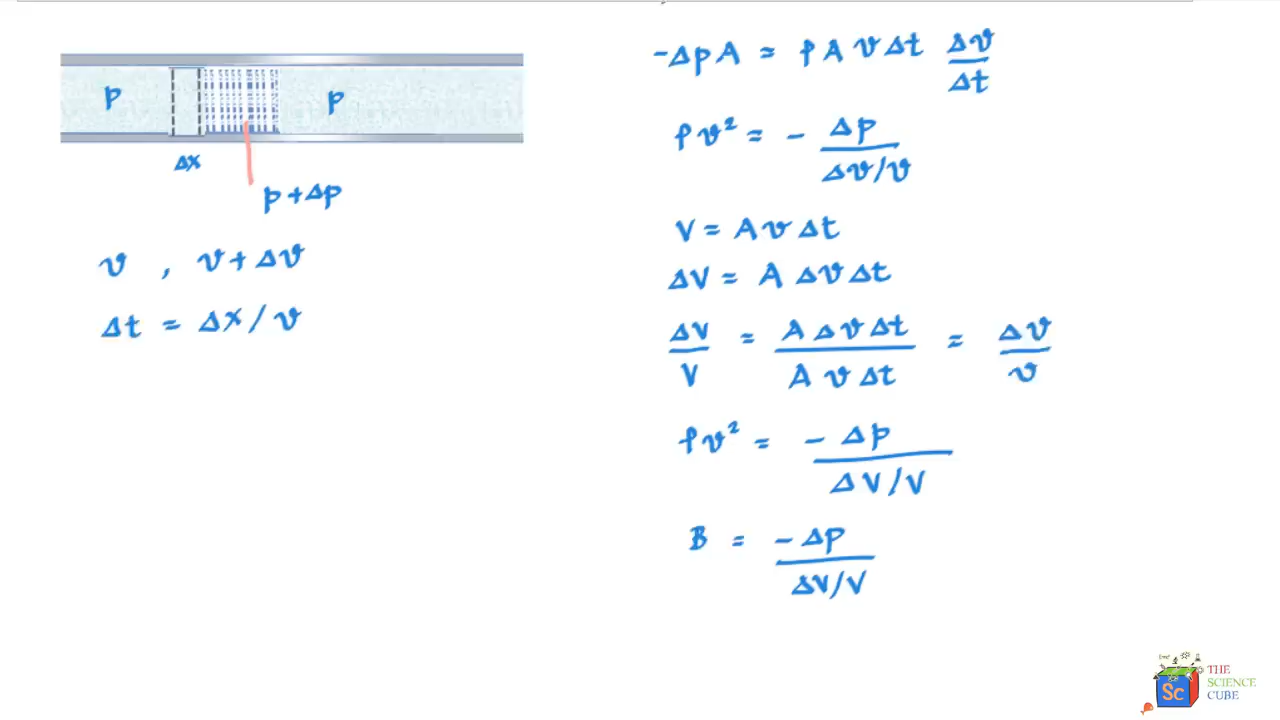 p p
Δx
p + Δp
v , v + Δv
Δt = Δx / v
-ΔpA = ρ A v Δt Δv/Δt
ρv² = - Δp/(Δv/v)
V = A v Δt
ΔV = A Δv Δt
ΔV/V = A Δv Δt/A v Δt = Δv/v
ρv² = - Δp/(ΔV/V)
B = - Δp/(ΔV/V)
Sc
THE
SCIENCE
CUBE